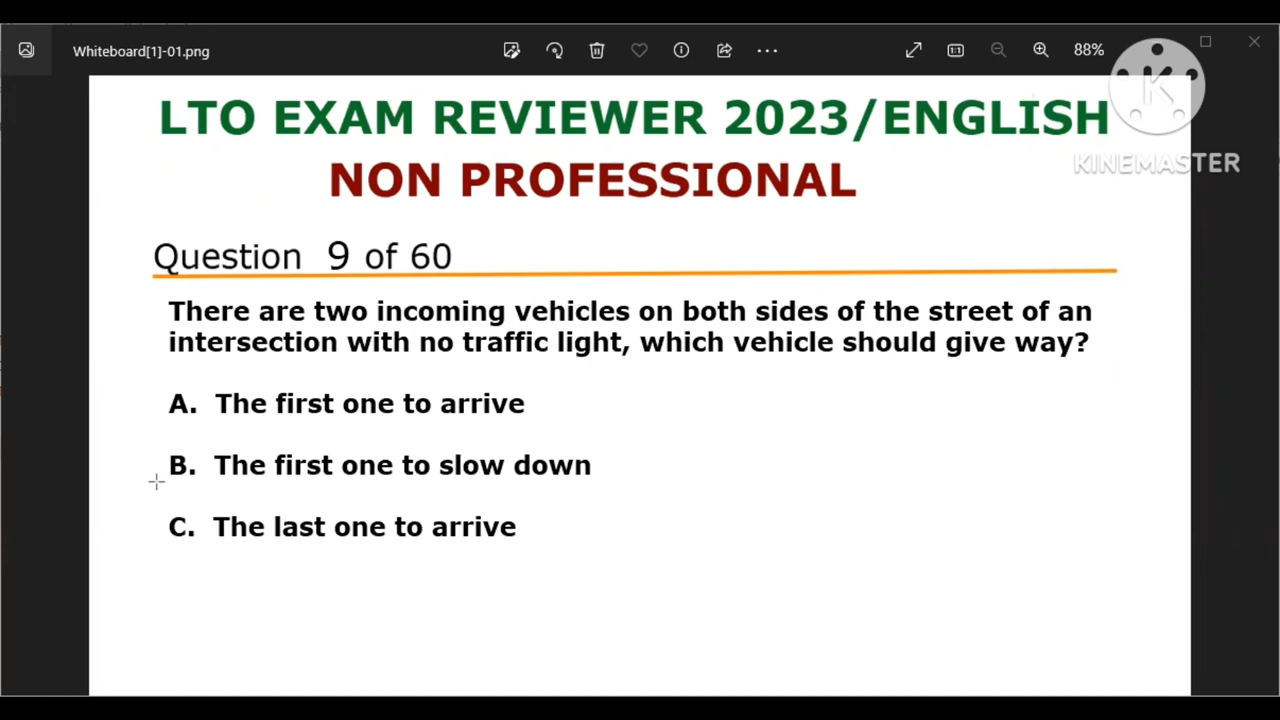 Whiteboard[1]-01.png
88%
LTO EXAM REVIEWER 2023/ENGLISH
KINEMASTER
NON PROFESSIONAL
Question 9 of 60
There are two incoming vehicles on both sides of the street of an
intersection with no traffic light, which vehicle should give way?
A. The first one to arrive
B. The first one to slow down
C. The last one to arrive